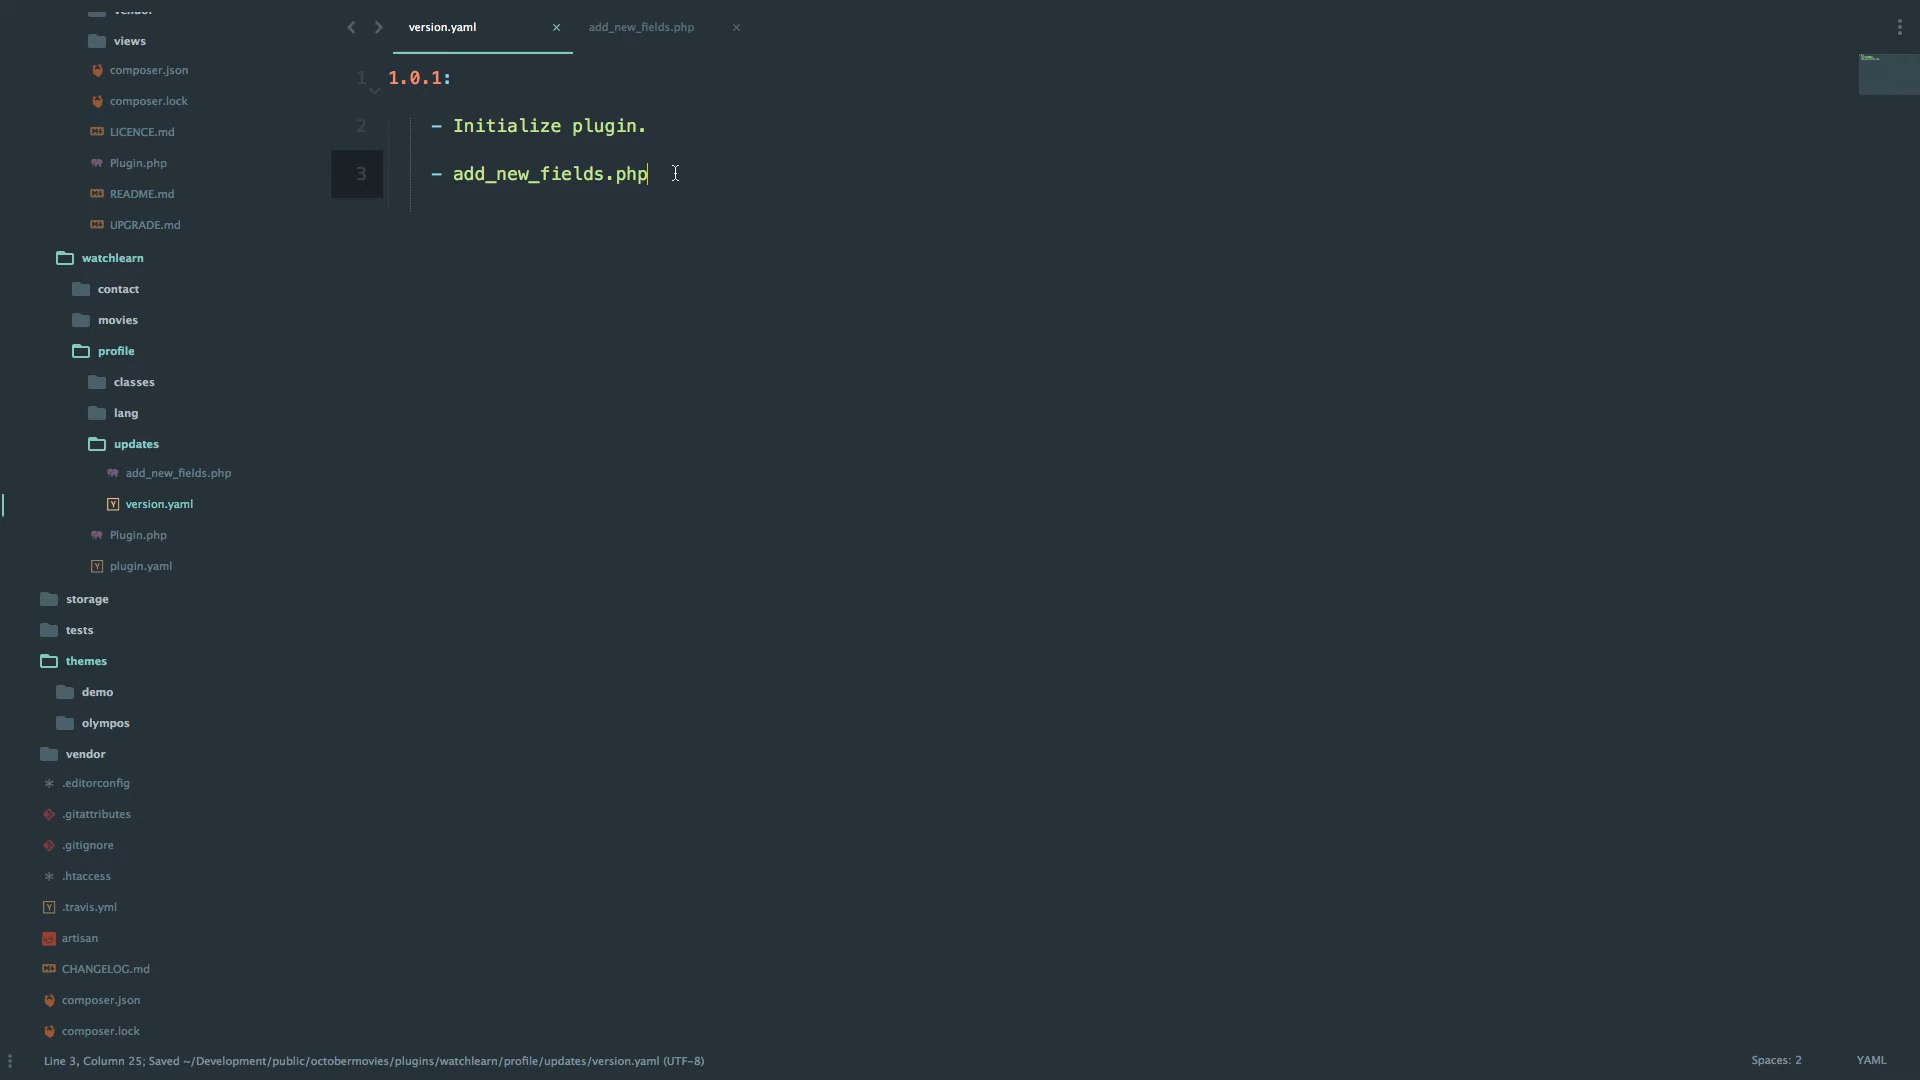 vendor
views
composer.json
composer.lock
LICENCE.md
Plugin.php
README.md
UPGRADE.md
watchlearn
contact
movies
profile
classes
lang
updates
add_new_fields.php
version.yaml
Plugin.php
plugin.yaml
storage
tests
themes
demo
olympos
vendor
.editorconfig
.gitattributes
.gitignore
.htaccess
.travis.yml
artisan
CHANGELOG.md
composer.json
composer.lock
version.yaml
add_new_fields.php
1 1.0.1:
2 - Initialize plugin.
3 - add_new_fields.php
Line 3, Column 25; Saved ~/Development/public/octobermovies/plugins/watchlearn/profile/updates/version.yaml (UTF-8)
Spaces: 2
YAML